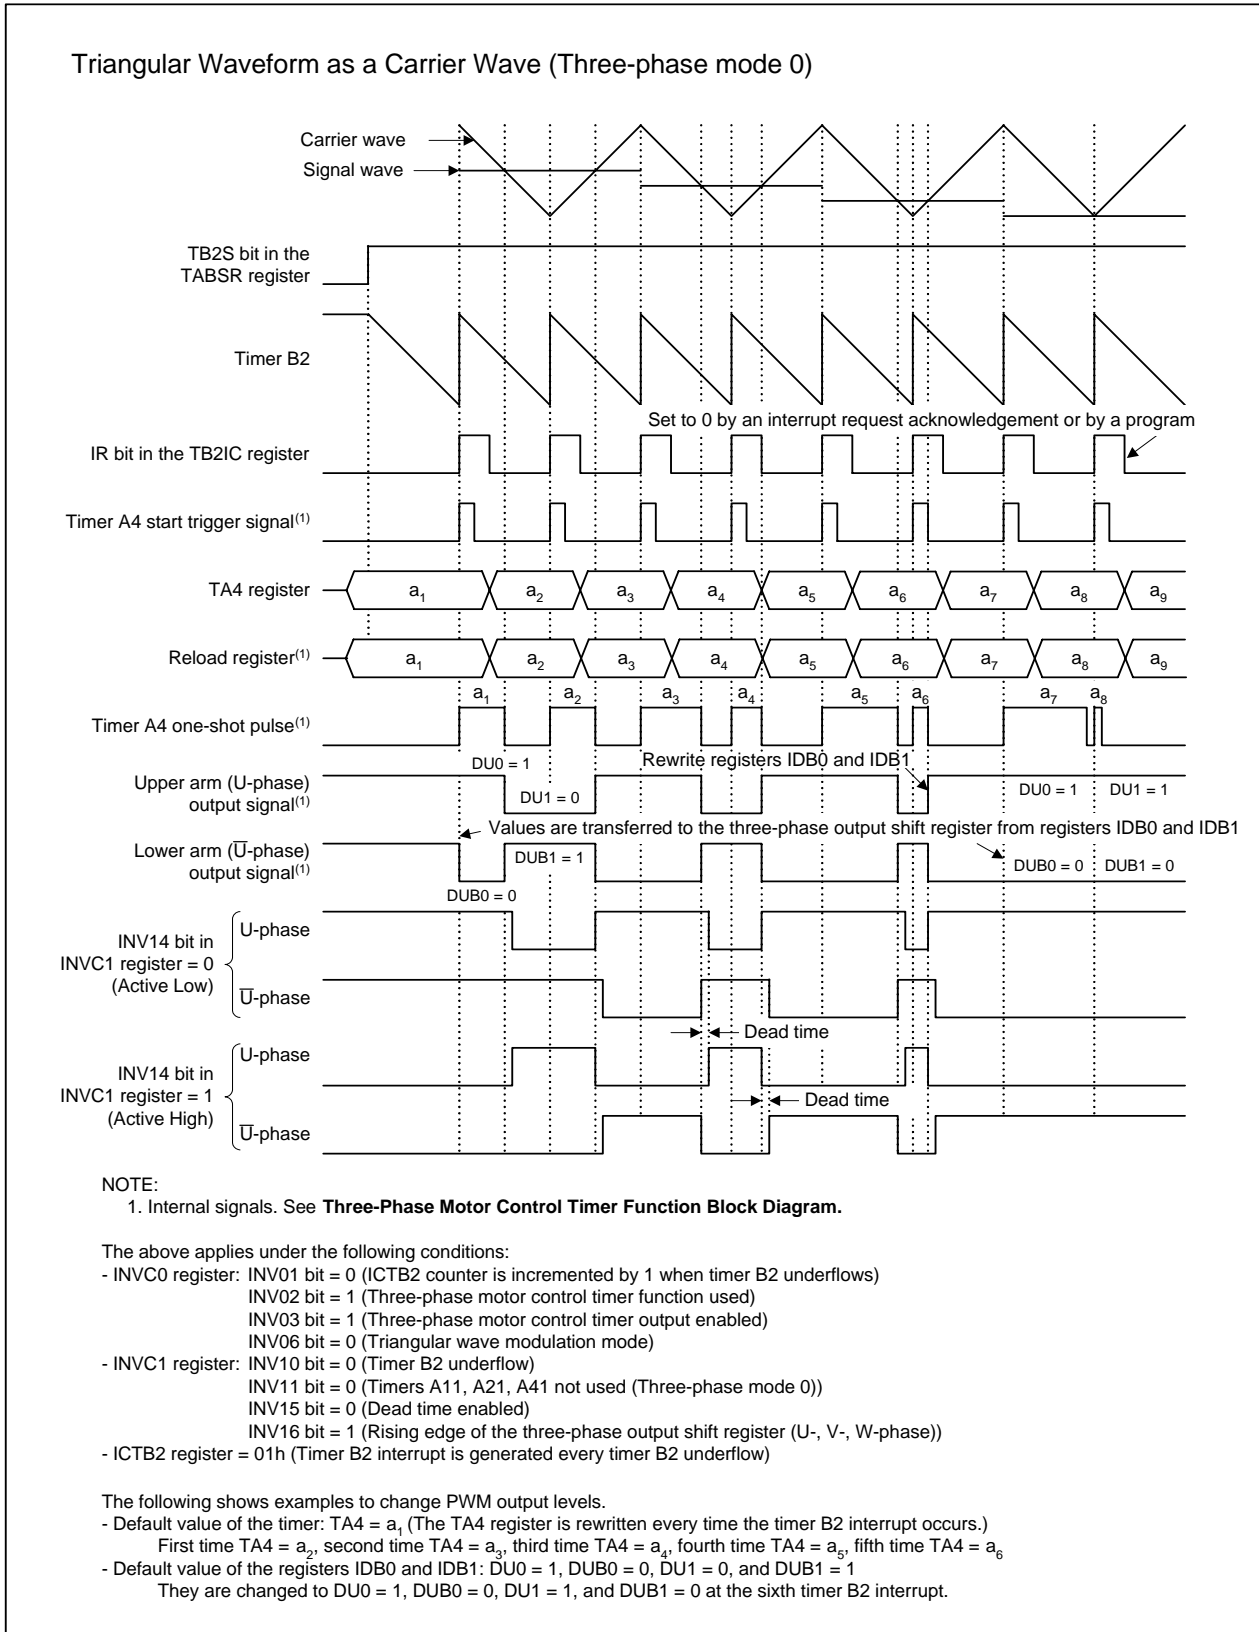 Triangular Waveform as a Carrier Wave (Three-phase mode 0)
Carrier wave
Signal wave
TB2S bit in the
TABSR register
Timer B2
Set to 0 by an interrupt request acknowledgement or by a program
IR bit in the TB2IC register
Timer A4 start trigger signal(1)
TA4 register
a1 a2 a3 a4 a5 a6 a7 a8 a9
Reload register(1)
a1 a2 a3 a4 a5 a6 a7 a8 a9
a1 a2 a3 a4 a5 a6 a7 a8
Timer A4 one-shot pulse(1)
DU0 = 1
Rewrite registers IDB0 and IDB1
Upper arm (U-phase)
output signal(1)
DU1 = 0
DU0 = 1
DU1 = 1
Values are transferred to the three-phase output shift register from registers IDB0 and IDB1
Lower arm (U̅-phase)
output signal(1)
DUB1 = 1
DUB0 = 0
DUB1 = 0
DUB0 = 0
INV14 bit in
INVC1 register = 0
(Active Low)
U-phase
U̅-phase
Dead time
INV14 bit in
INVC1 register = 1
(Active High)
U-phase
U̅-phase
Dead time
NOTE:
1. Internal signals. See Three-Phase Motor Control Timer Function Block Diagram.
The above applies under the following conditions:
- INVC0 register: INV01 bit = 0 (ICTB2 counter is incremented by 1 when timer B2 underflows)
INV02 bit = 1 (Three-phase motor control timer function used)
INV03 bit = 1 (Three-phase motor control timer output enabled)
INV06 bit = 0 (Triangular wave modulation mode)
- INVC1 register: INV10 bit = 0 (Timer B2 underflow)
INV11 bit = 0 (Timers A11, A21, A41 not used (Three-phase mode 0))
INV15 bit = 0 (Dead time enabled)
INV16 bit = 1 (Rising edge of the three-phase output shift register (U-, V-, W-phase))
- ICTB2 register = 01h (Timer B2 interrupt is generated every timer B2 underflow)
The following shows examples to change PWM output levels.
- Default value of the timer: TA4 = a1 (The TA4 register is rewritten every time the timer B2 interrupt occurs.)
First time TA4 = a2, second time TA4 = a3, third time TA4 = a4, fourth time TA4 = a5, fifth time TA4 = a6
- Default value of the registers IDB0 and IDB1: DU0 = 1, DUB0 = 0, DU1 = 0, and DUB1 = 1
They are changed to DU0 = 1, DUB0 = 0, DU1 = 1, and DUB1 = 0 at the sixth timer B2 interrupt.